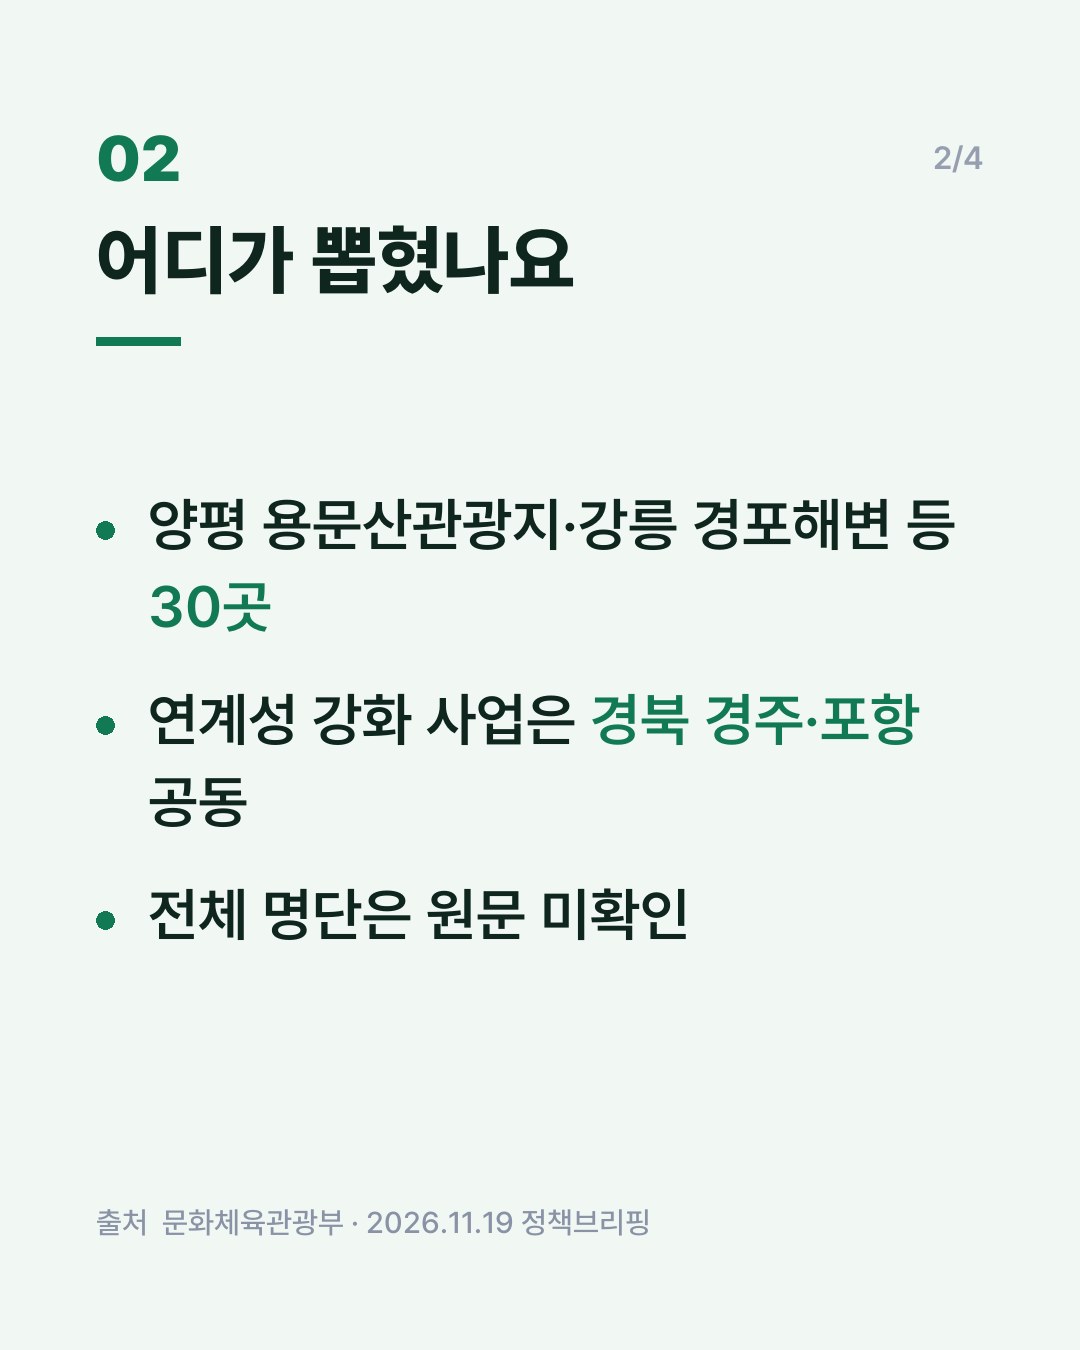 02
2/4
어디가 뽑혔나요
양평 용문산관광지·강릉 경포해변 등
30곳
연계성 강화 사업은 경북 경주·포항
공동
전체 명단은 원문 미확인
출처 문화체육관광부 · 2026.11.19 정책브리핑